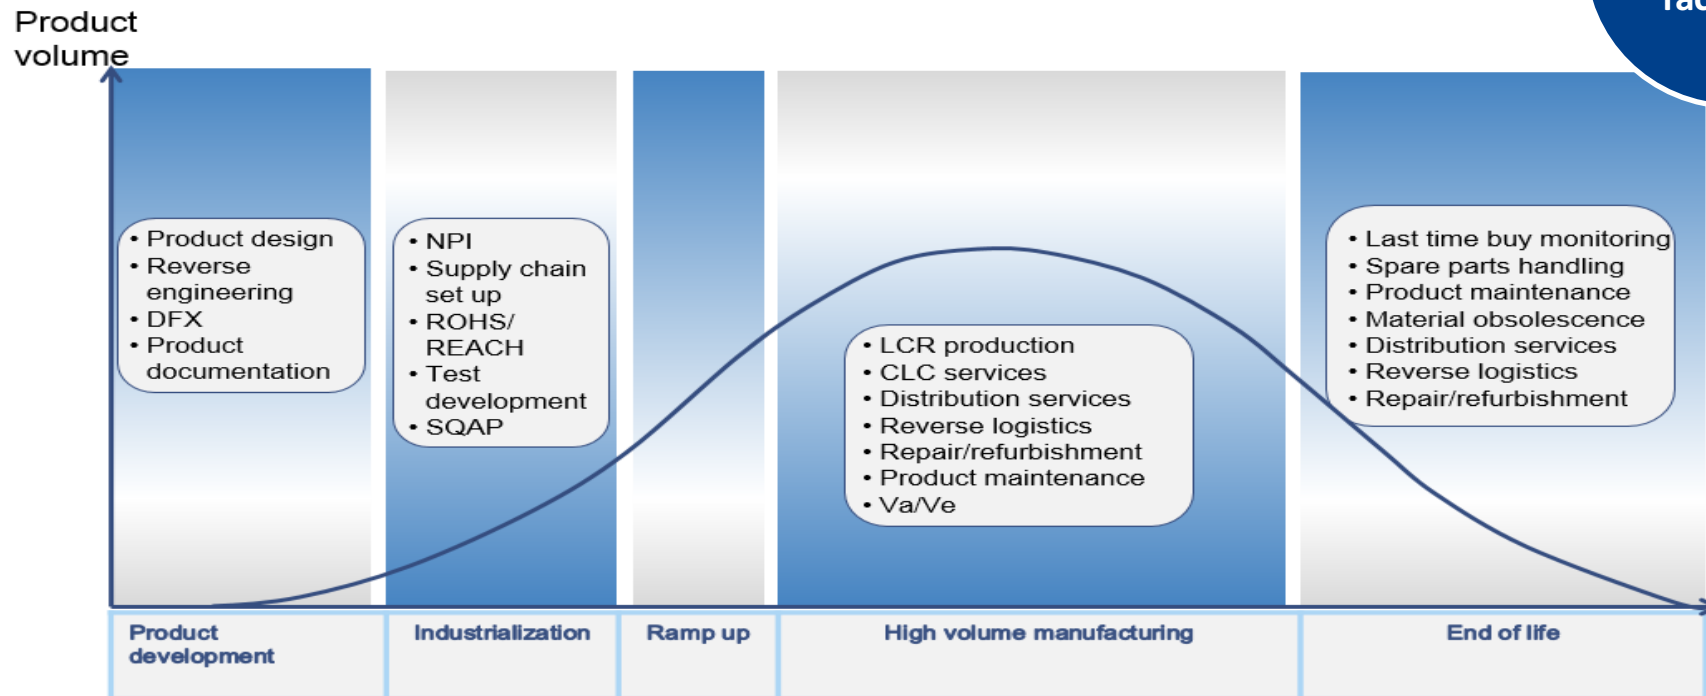 Product
volume
• Product design
• Reverse
engineering
• DFX
• Product
documentation
• NPI
• Supply chain
set up
• ROHS/
REACH
• Test
development
• SQAP
• LCR production
• CLC services
• Distribution services
• Reverse logistics
• Repair/refurbishment
• Product maintenance
• Va/Ve
• Last time buy monitoring
• Spare parts handling
• Product maintenance
• Material obsolescence
• Distribution services
• Reverse logistics
• Repair/refurbishment
Product
development
Industrialization
Ramp up
High volume manufacturing
End of life